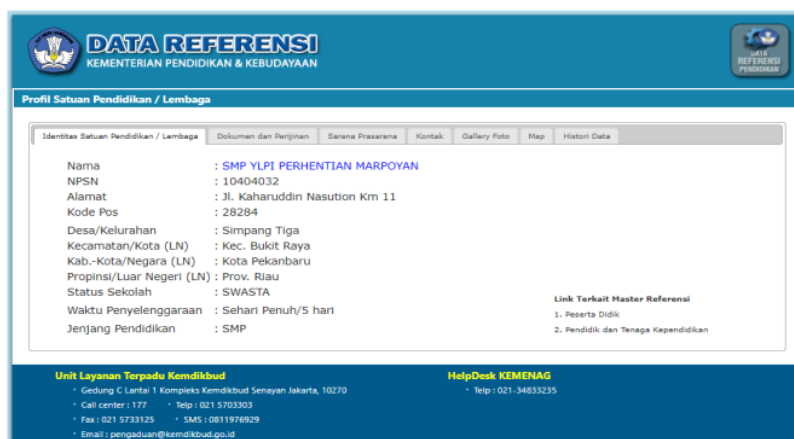 DATA REFERENSI
KEMENTERIAN PENDIDIKAN & KEBUDAYAAN
DATA
REFERENSI
PENDIDIKAN
Profil Satuan Pendidikan / Lembaga
Identitas Satuan Pendidikan / Lembaga Dokumen dan Perijinan Sarana Prasarana Kontak Gallery Foto Map Histori Data
Nama : SMP YLPI PERHENTIAN MARPOYAN
NPSN : 10404032
Alamat : Jl. Kaharuddin Nasution Km 11
Kode Pos : 28284
Desa/Kelurahan : Simpang Tiga
Kecamatan/Kota (LN) : Kec. Bukit Raya
Kab.-Kota/Negara (LN) : Kota Pekanbaru
Propinsi/Luar Negeri (LN) : Prov. Riau
Status Sekolah : SWASTA
Waktu Penyelenggaraan : Sehari Penuh/5 hari
Jenjang Pendidikan : SMP
Link Terkait Master Referensi
1. Peserta Didik
2. Pendidik dan Tenaga Kependidikan
Unit Layanan Terpadu Kemdikbud
Gedung C Lantai 1 Kompleks Kemdikbud Senayan Jakarta, 10270
Call center : 177 Telp : 021 5703303
Fax : 021 5733125 SMS : 0811976929
Email : pengaduan@kemdikbud.go.id
HelpDesk KEMENAG
Telp : 021-34833235